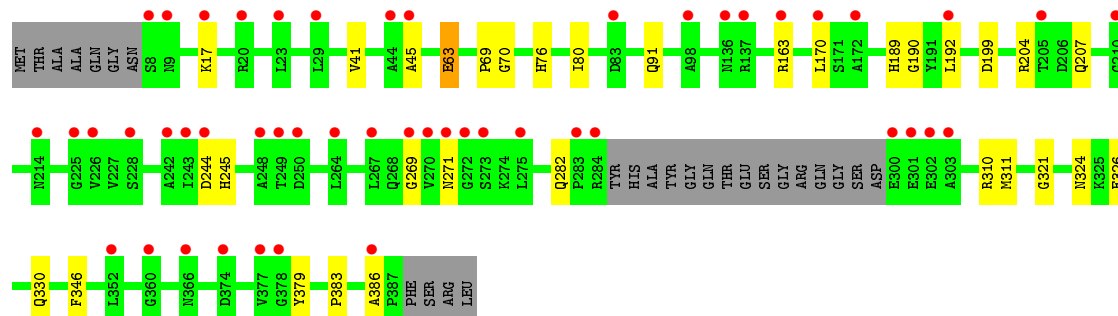 MET THR ALA ALA GLN GLY ASN S8 N9 K17 R20 L23 L29 V41 A44 A45 E63 P69 G70 H76 I80 D83 Q91 A98 N136 R137 R163 L170 S171 A172 H189 G190 Y191 L192 D199 R204 T205 D206 Q207 G210
N214 G225 V226 V227 S228 A242 I243 D244 H245 A248 T249 D250 L264 L267 Q268 G269 V270 N271 G272 S273 K274 L275 Q282 P283 R284 TYR HIS ALA TYR GLY GLN THR GLU SER GLY ARG GLN GLY SER ASP E300 E301 E302 A303 R310 M311 G321 N324 K325
Q330 F346 L352 G360 N366 D374 V377 G378 Y379 P383 A386 P387 PHE SER ARG LEU